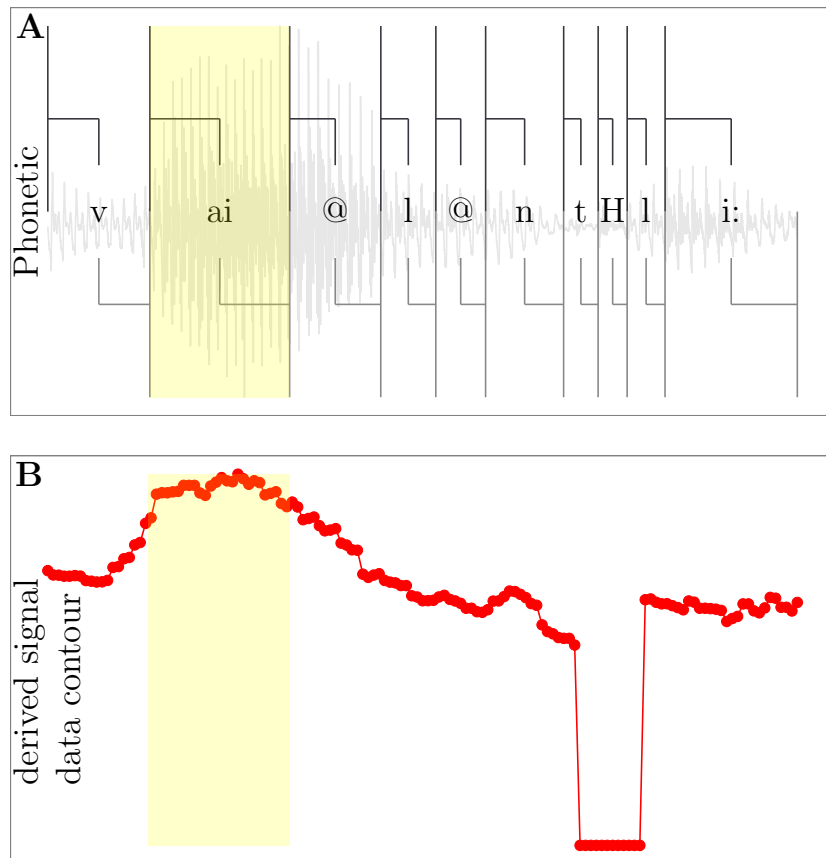 A
Phonetic
v ai @ l @ n t H l i:
B
derived signal
data contour